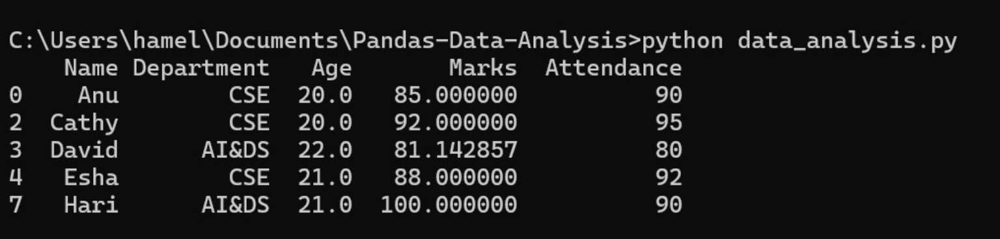 C:\Users\hamel\Documents\Pandas-Data-Analysis>python data_analysis.py
    Name Department   Age       Marks  Attendance
0    Anu        CSE  20.0   85.000000          90
2  Cathy        CSE  20.0   92.000000          95
3  David      AI&DS  22.0   81.142857          80
4   Esha        CSE  21.0   88.000000          92
7   Hari      AI&DS  21.0  100.000000          90